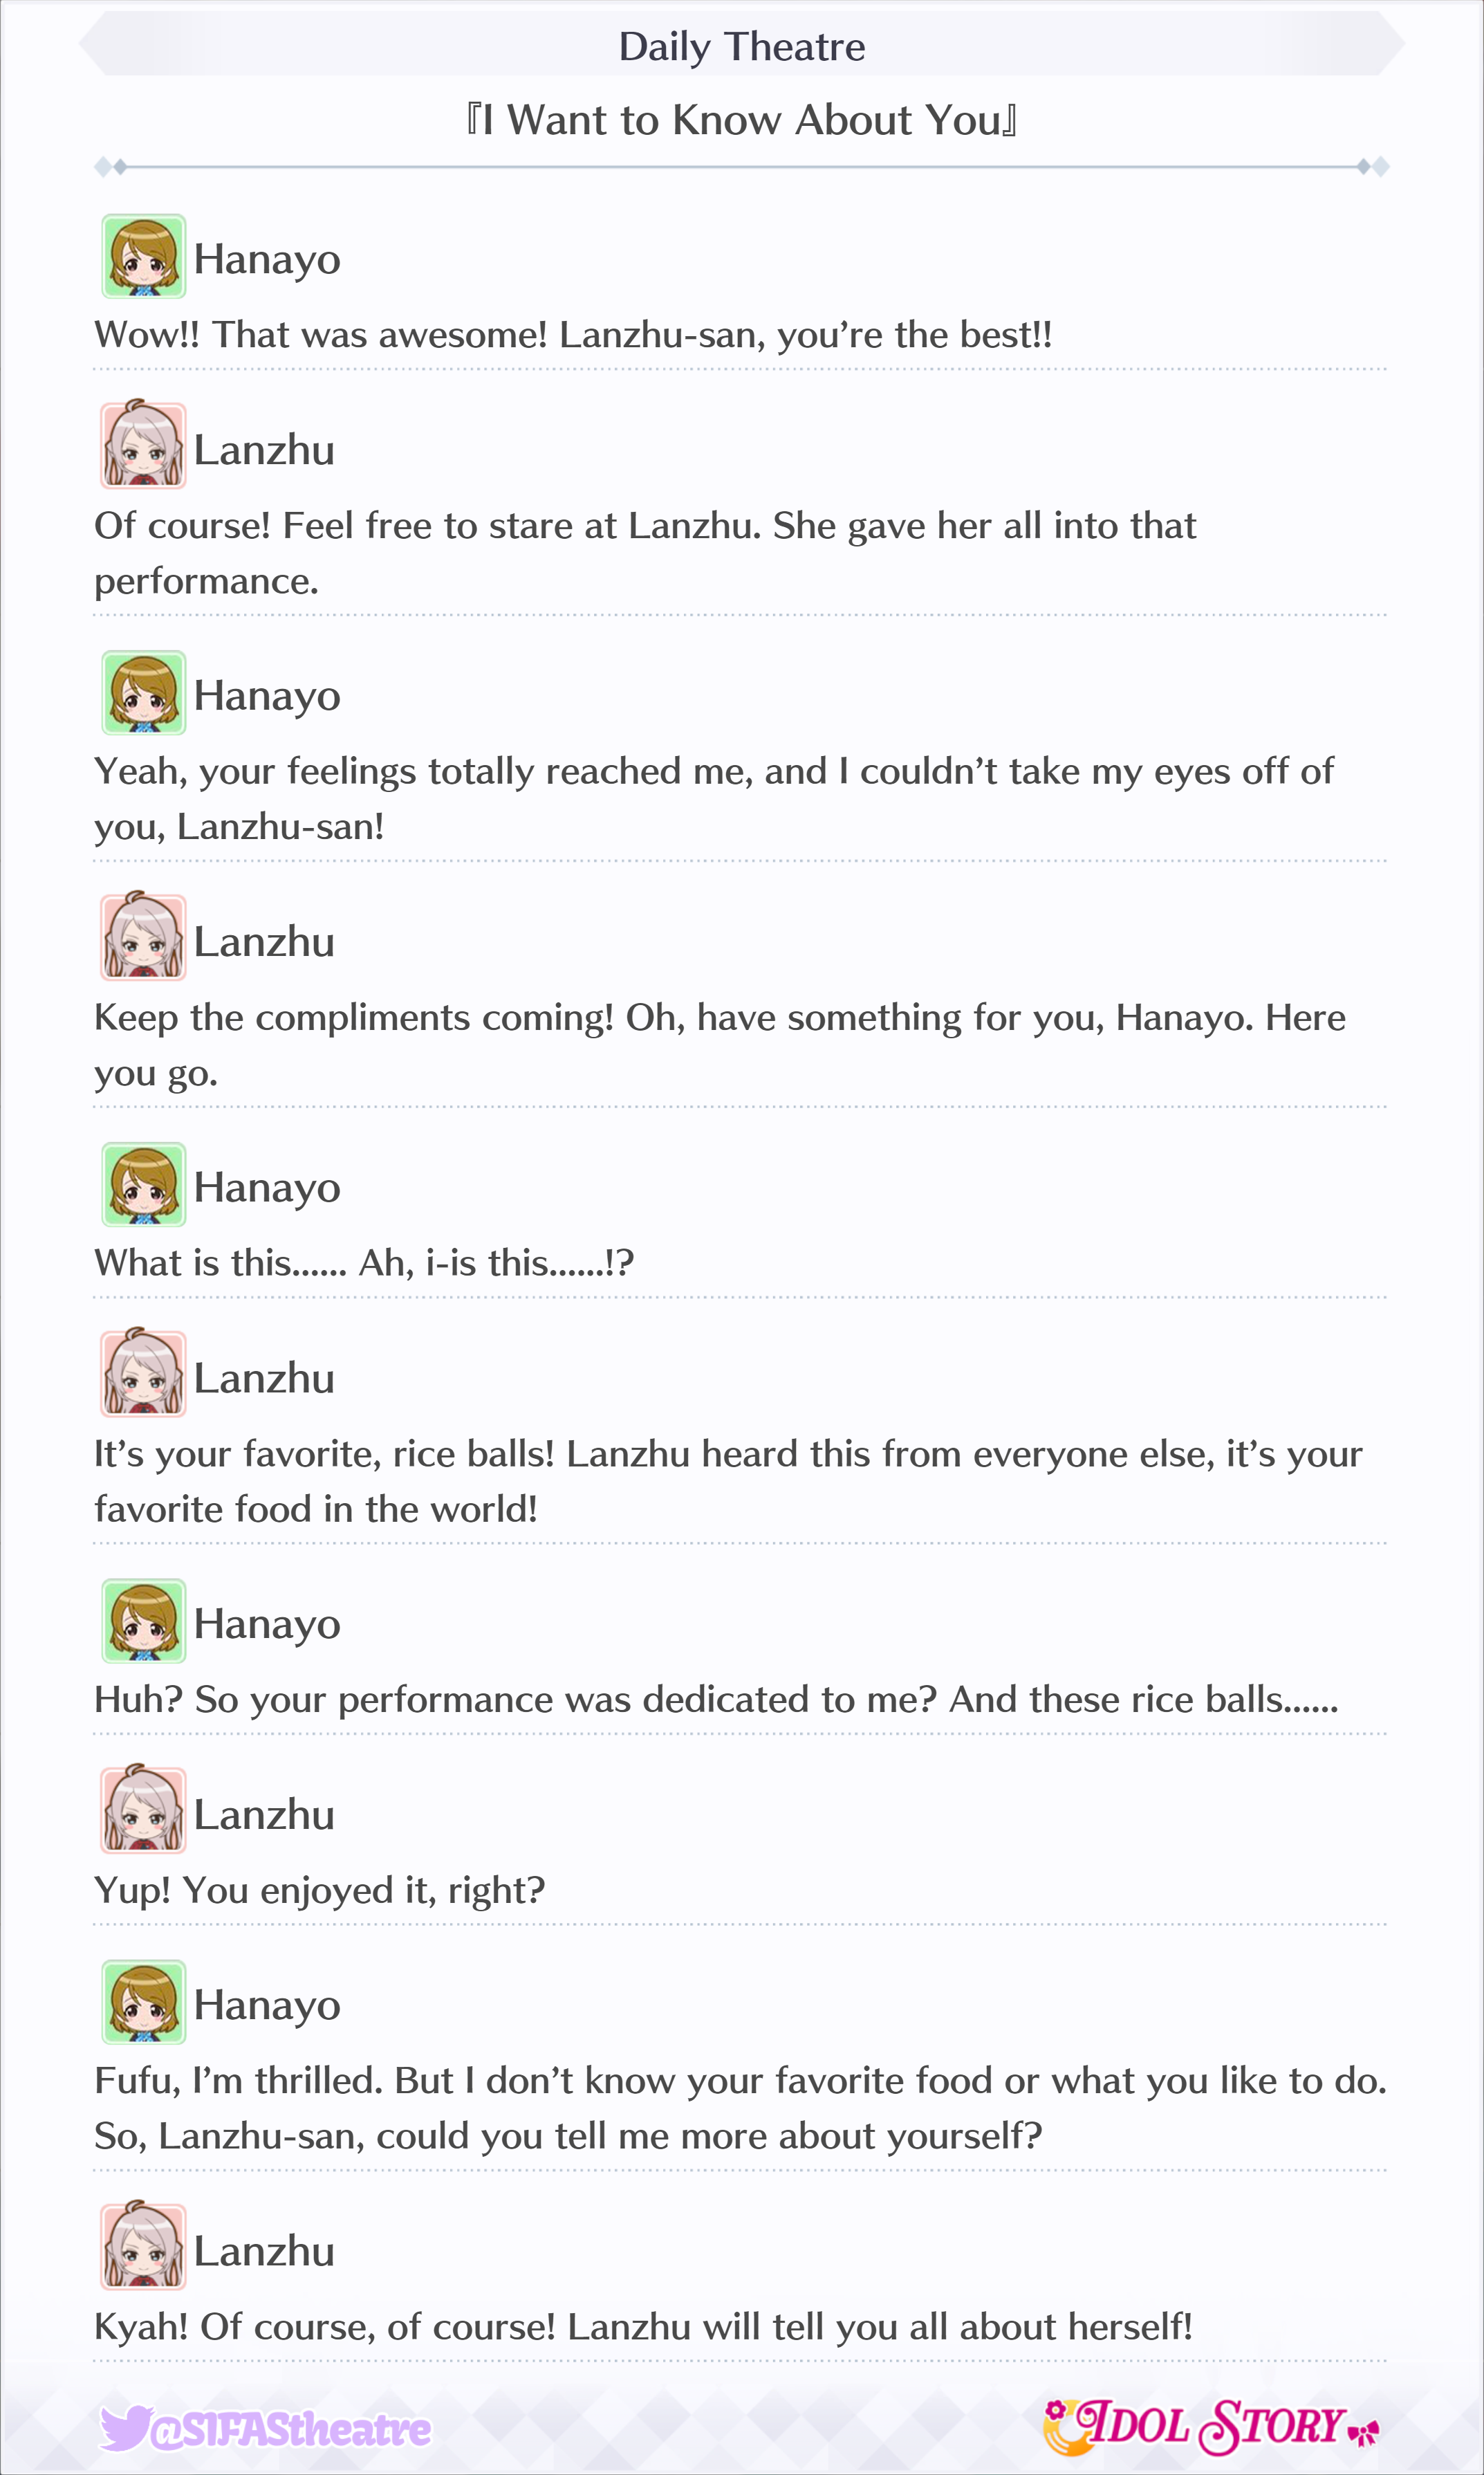 Daily Theatre
『I Want to Know About You』
Hanayo
Wow!! That was awesome! Lanzhu-san, you’re the best!!
Lanzhu
Of course! Feel free to stare at Lanzhu. She gave her all into that
performance.
Hanayo
Yeah, your feelings totally reached me, and I couldn’t take my eyes off of
you, Lanzhu-san!
Lanzhu
Keep the compliments coming! Oh, have something for you, Hanayo. Here
you go.
Hanayo
What is this...... Ah, i-is this......!?
Lanzhu
It’s your favorite, rice balls! Lanzhu heard this from everyone else, it’s your
favorite food in the world!
Hanayo
Huh? So your performance was dedicated to me? And these rice balls......
Lanzhu
Yup! You enjoyed it, right?
Hanayo
Fufu, I’m thrilled. But I don’t know your favorite food or what you like to do.
So, Lanzhu-san, could you tell me more about yourself?
Lanzhu
Kyah! Of course, of course! Lanzhu will tell you all about herself!
@SIFAStheatre
IDOL STORY